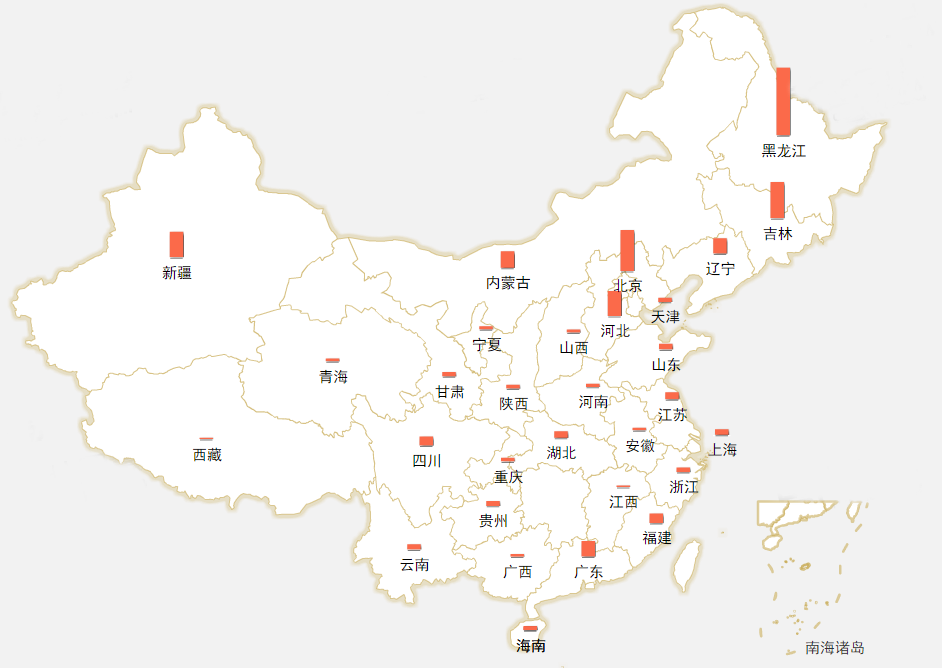 黑龙江
吉林
辽宁
新疆
内蒙古
北京
天津
河北
宁夏
山西
山东
青海
甘肃
陕西
河南
江苏
西藏
四川
湖北
安徽
上海
重庆
浙江
贵州
江西
福建
云南
广西
广东
海南
南海诸岛